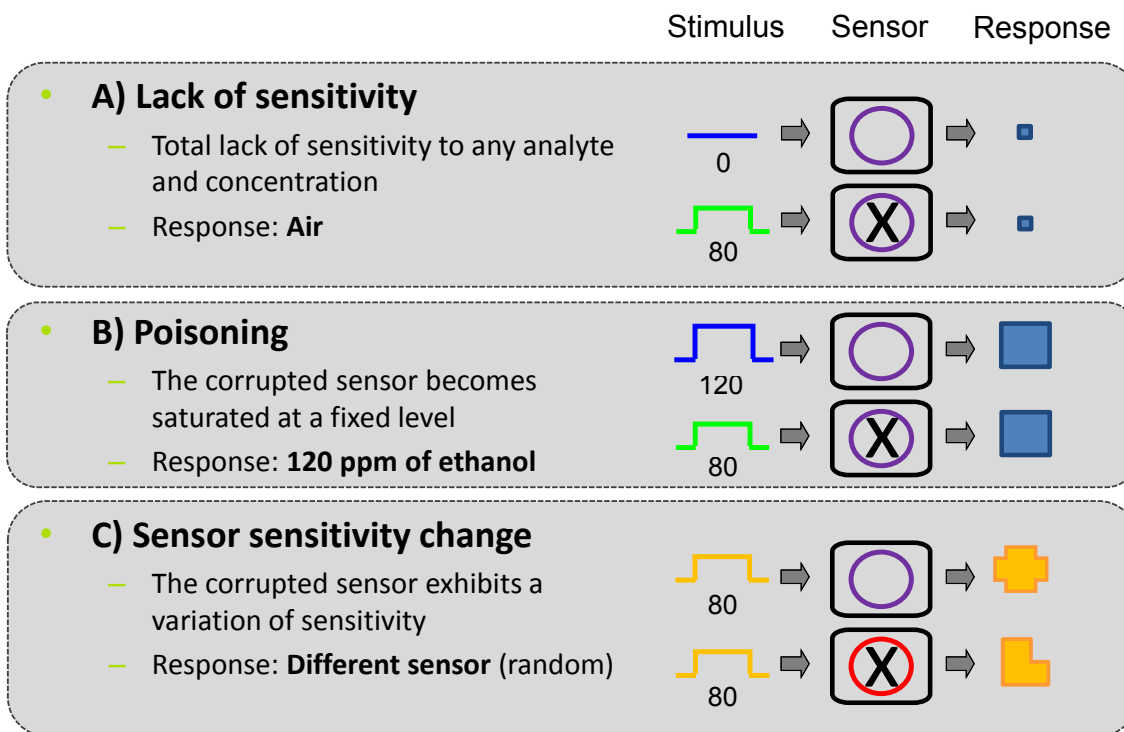 Stimulus Sensor Response
• A) Lack of sensitivity
– Total lack of sensitivity to any analyte
and concentration
– Response: Air
0
X
80
• B) Poisoning
– The corrupted sensor becomes
saturated at a fixed level
– Response: 120 ppm of ethanol
120
X
80
• C) Sensor sensitivity change
– The corrupted sensor exhibits a
variation of sensitivity
– Response: Different sensor (random)
80
X
80